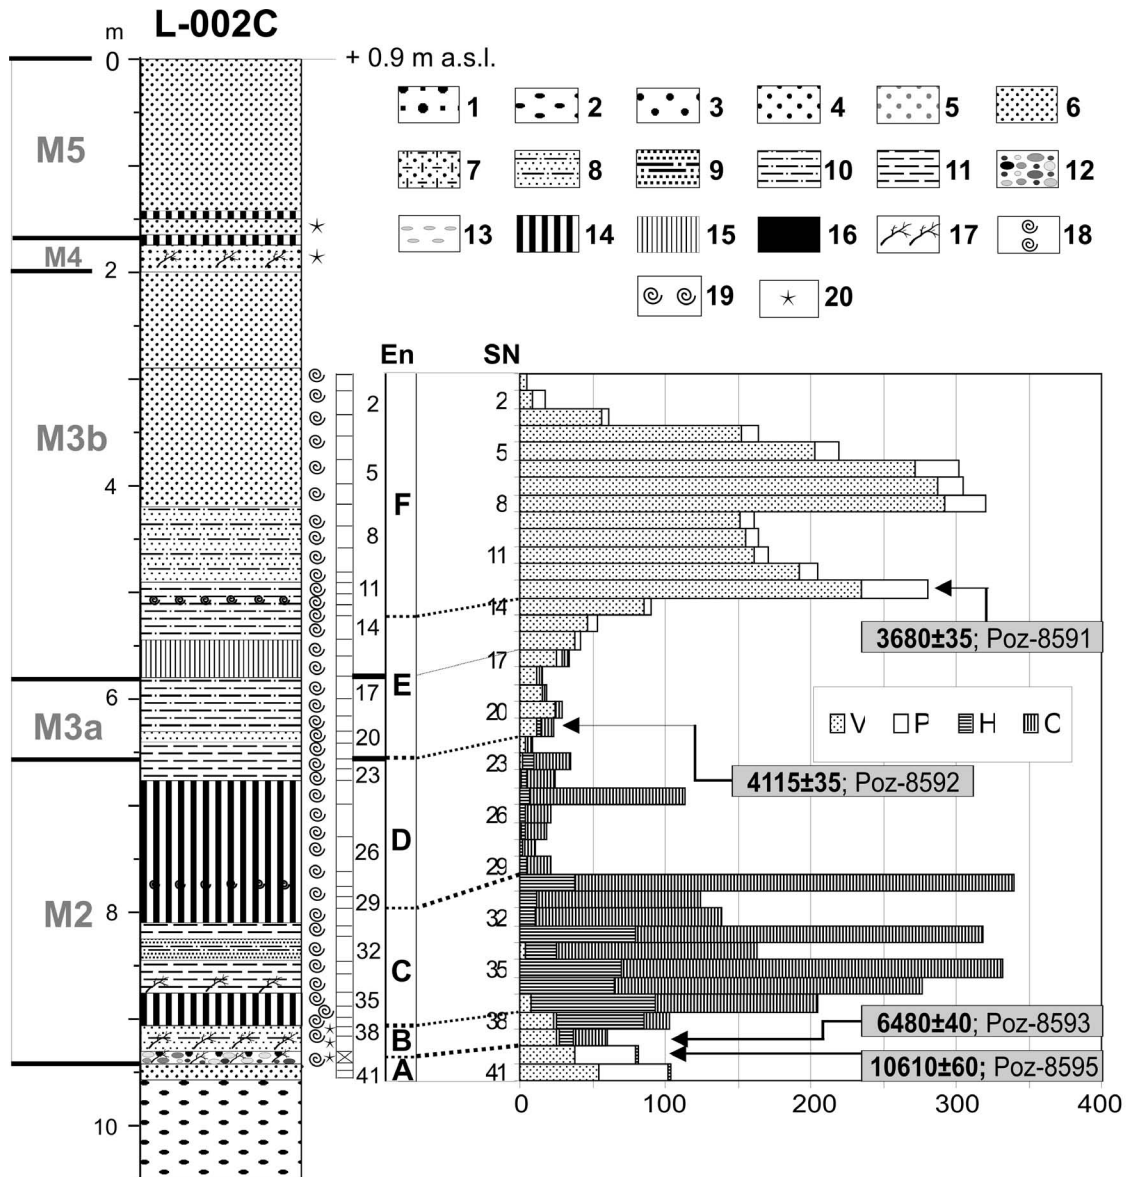 L-002C
m
0
+ 0.9 m a.s.l.
1
2
3
4
5
6
7
8
9
10
11
12
13
14
15
16
17
18
19
20
M5
M4
2
M3b
4
M3a
6
M2
8
10
En
SN
2
5
8
11
14
17
20
23
26
29
32
35
38
41
F
E
D
C
B
A
2
5
8
11
14
17
20
23
26
29
32
35
38
41
3680±35; Poz-8591
V
P
H
C
4115±35; Poz-8592
6480±40; Poz-8593
10610±60; Poz-8595
0
100
200
300
400